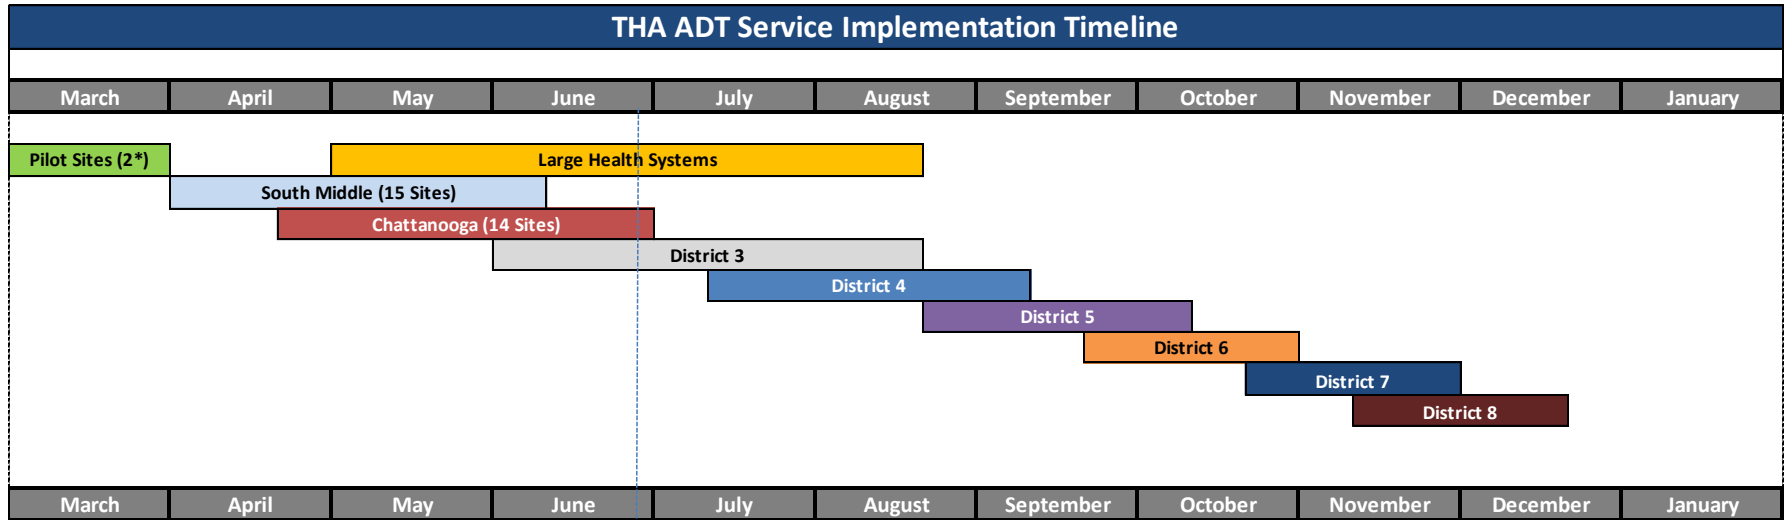 THA ADT Service Implementation Timeline
March April May June July August September October November December January
Pilot Sites (2*) Large Health Systems
South Middle (15 Sites)
Chattanooga (14 Sites)
District 3
District 4
District 5
District 6
District 7
District 8
March April May June July August September October November December January